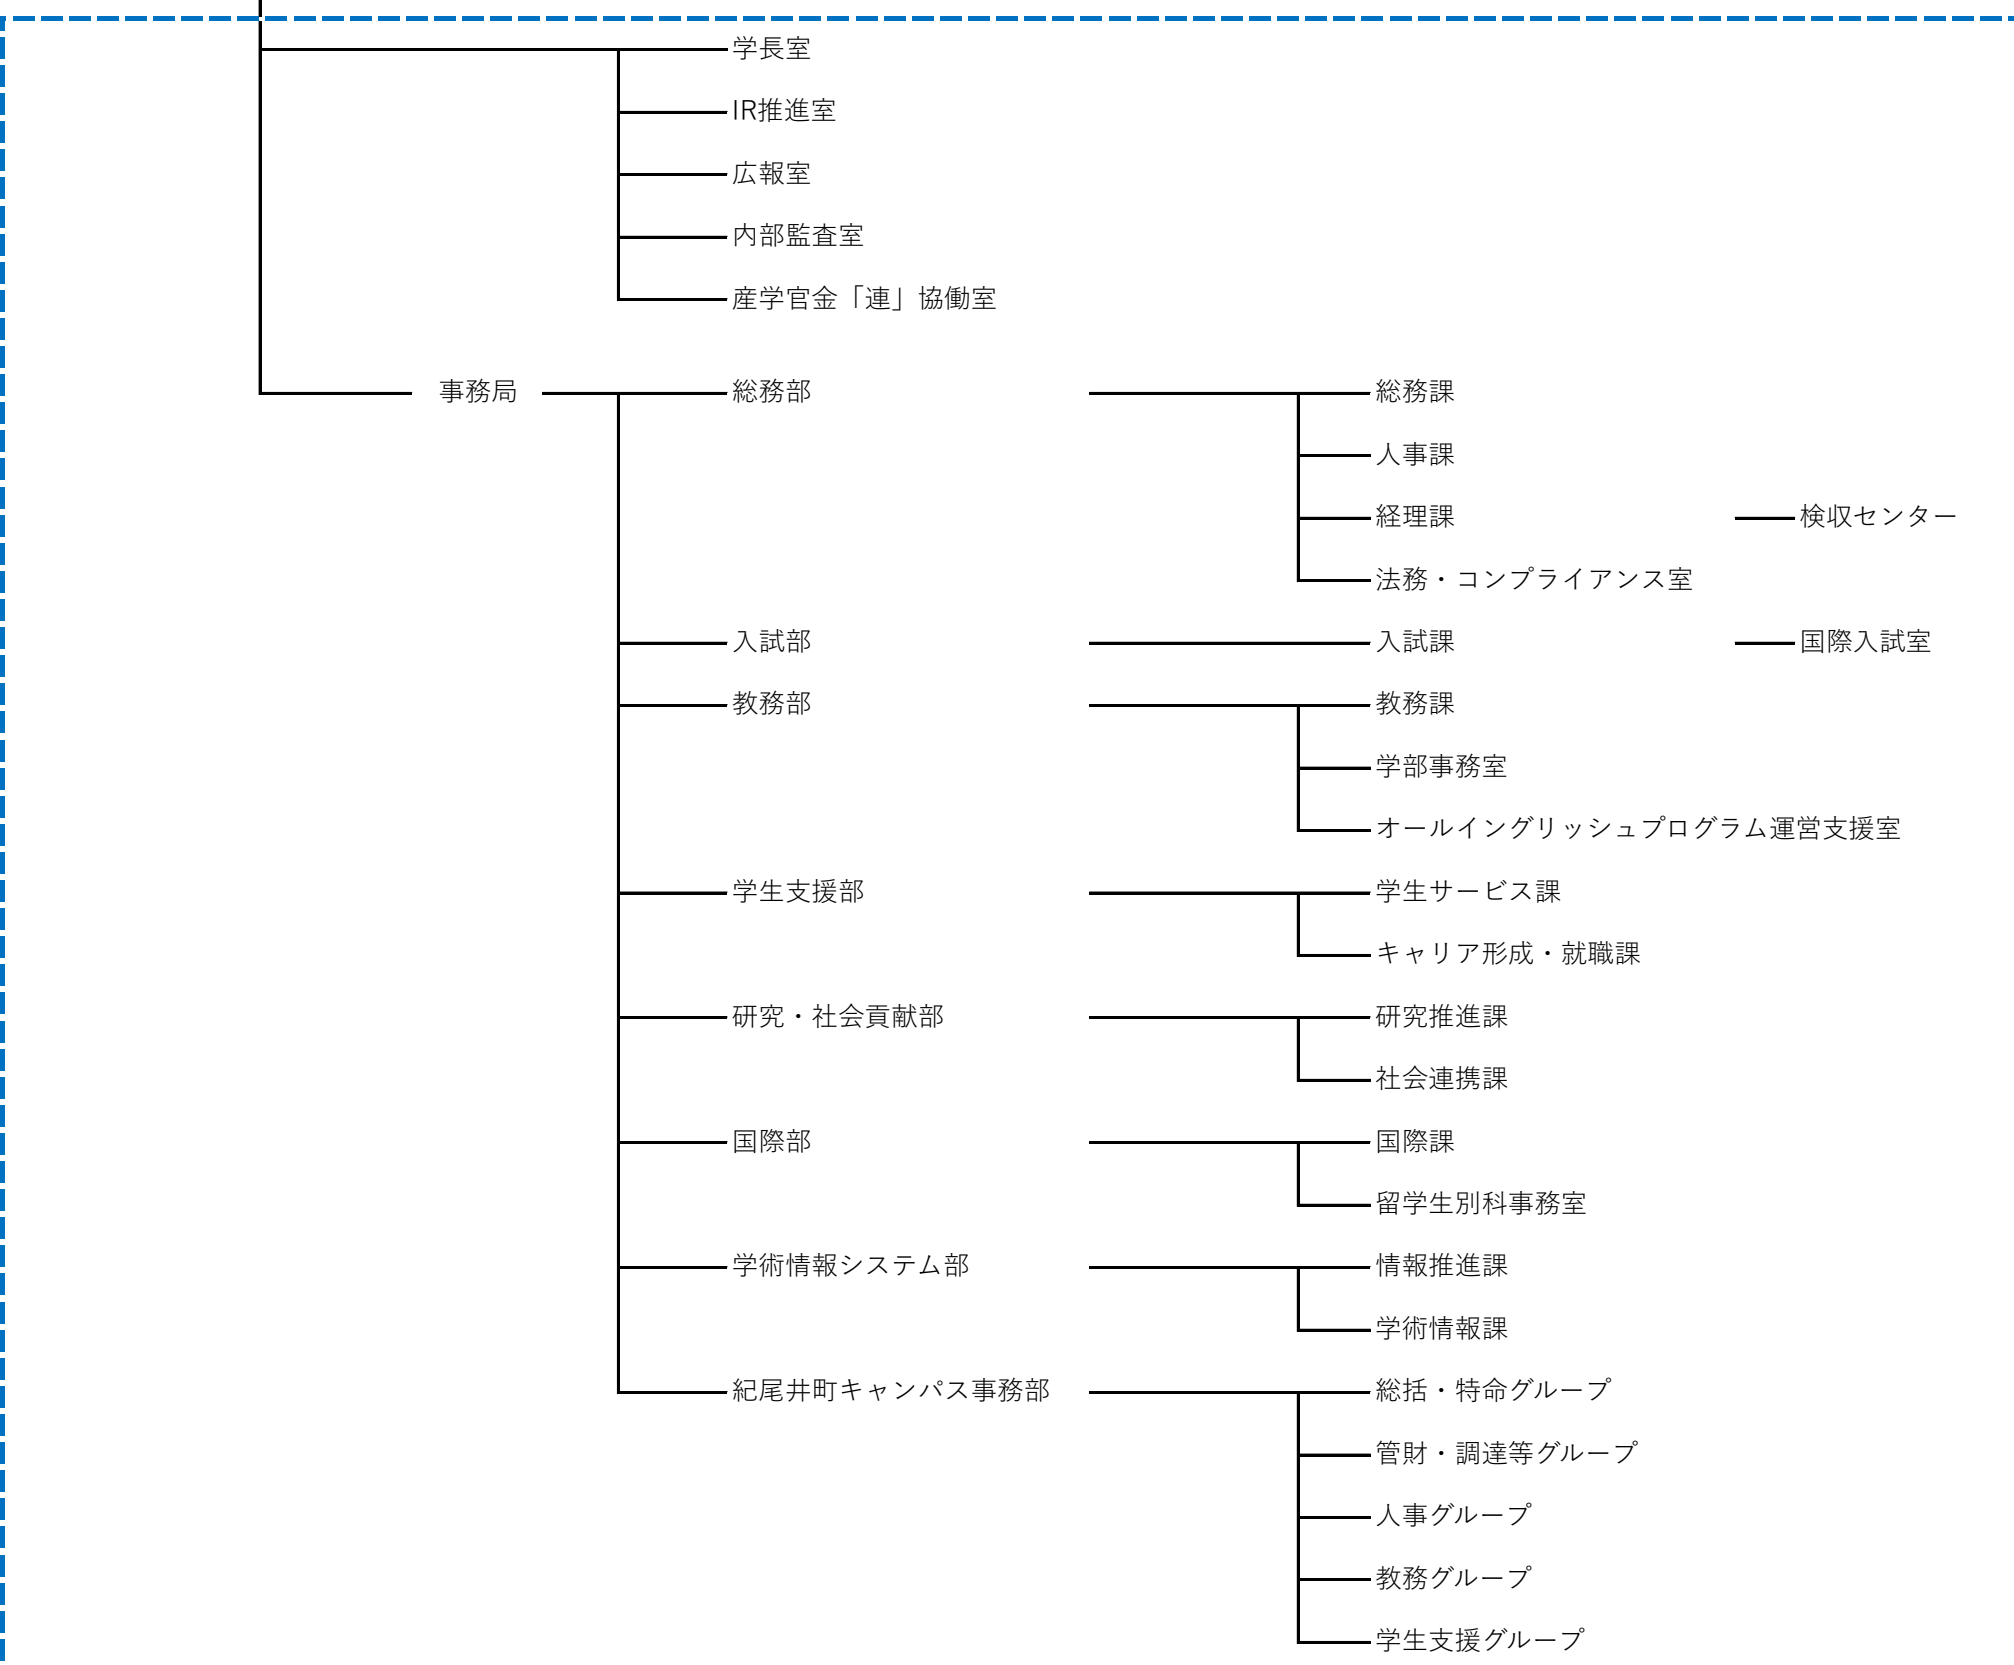 学長室
IR推進室
広報室
内部監査室
産学官金「連」協働室
事務局 総務部 総務課
人事課
経理課 検収センター
法務・コンプライアンス室
入試部 入試課 国際入試室
教務部 教務課
学部事務室
オールイングリッシュプログラム運営支援室
学生支援部 学生サービス課
キャリア形成・就職課
研究・社会貢献部 研究推進課
社会連携課
国際部 国際課
留学生別科事務室
学術情報システム部 情報推進課
学術情報課
紀尾井町キャンパス事務部 総括・特命グループ
管財・調達等グループ
人事グループ
教務グループ
学生支援グループ